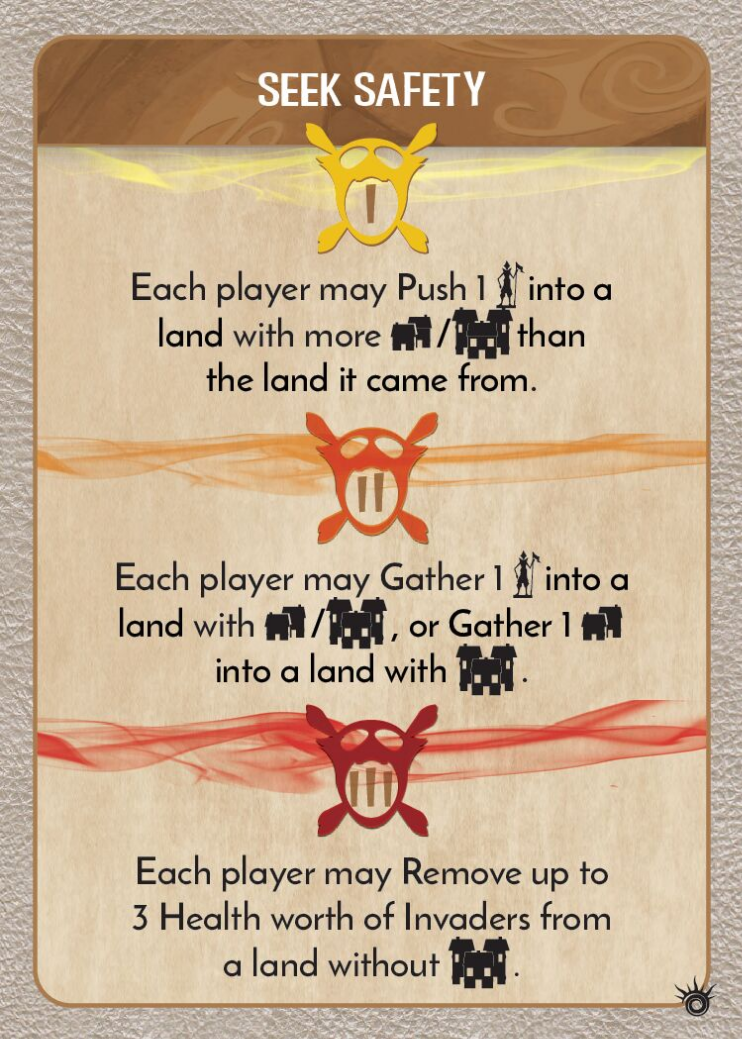 SEEK SAFETY
I
Each player may Push 1 into a
land with more / than
the land it came from.
II
Each player may Gather 1 into a
land with / , or Gather 1
into a land with .
III
Each player may Remove up to
3 Health worth of Invaders from
a land without .